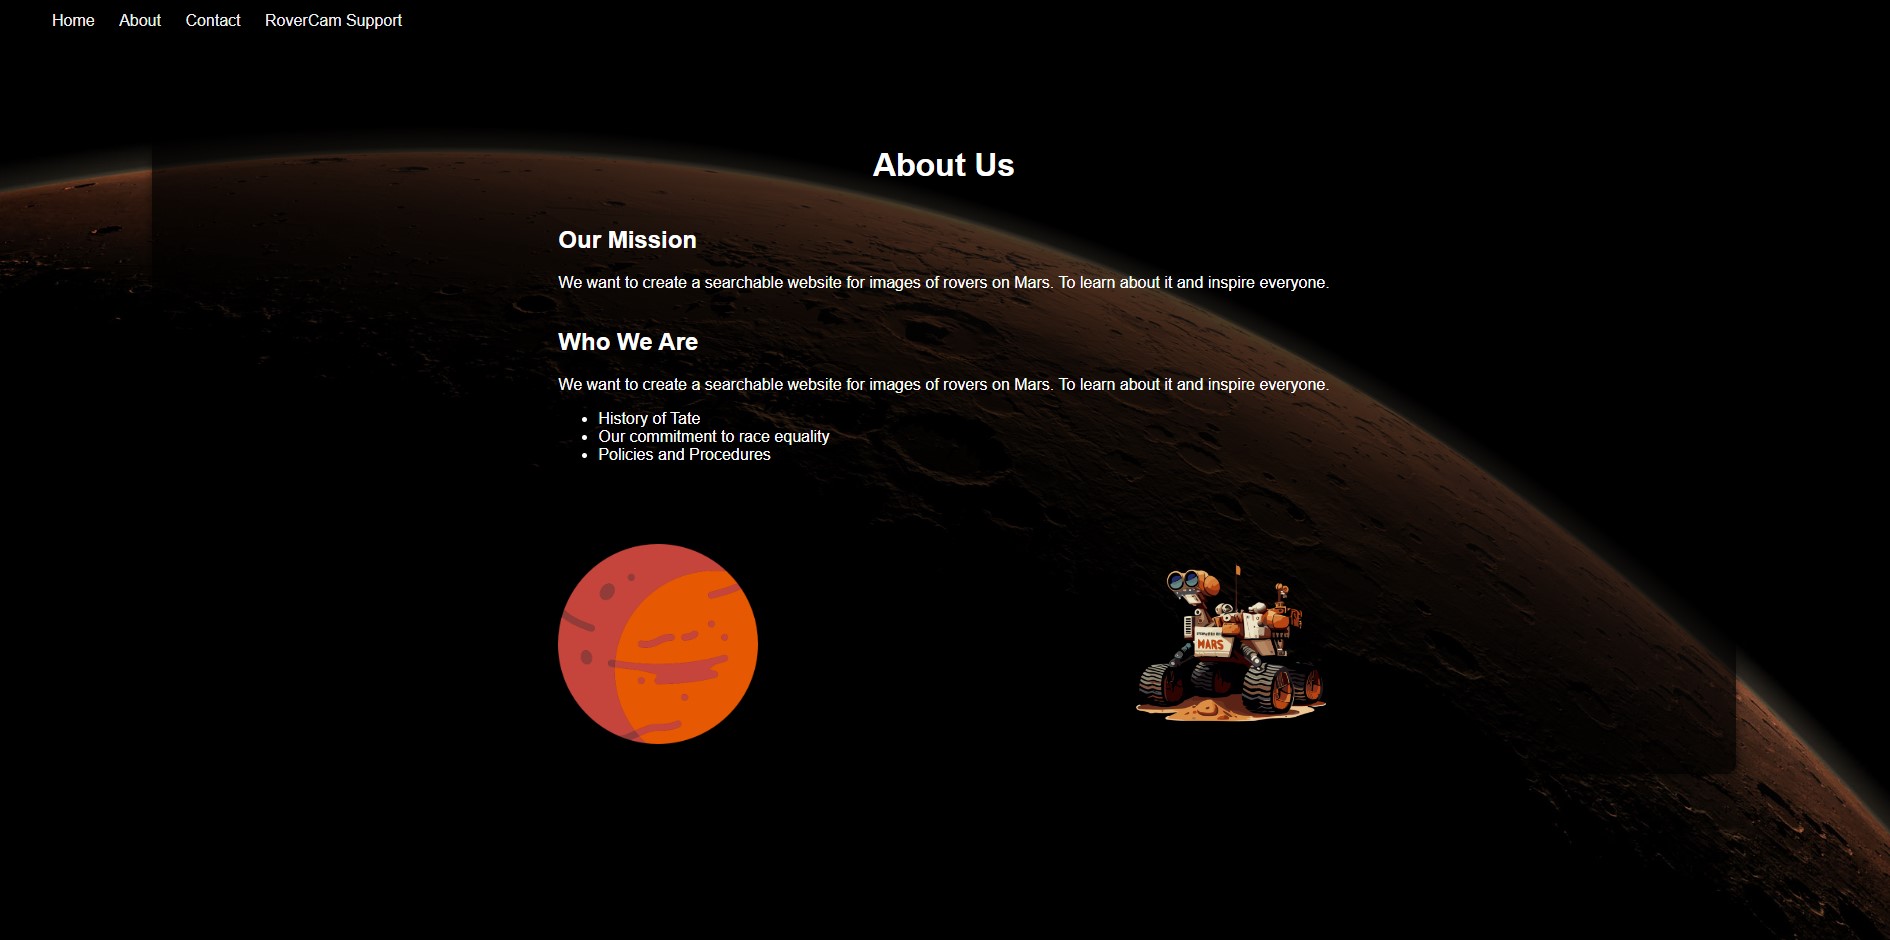 Home About Contact RoverCam Support
About Us
Our Mission
We want to create a searchable website for images of rovers on Mars. To learn about it and inspire everyone.
Who We Are
We want to create a searchable website for images of rovers on Mars. To learn about it and inspire everyone.
• History of Tate
• Our commitment to race equality
• Policies and Procedures
MARS